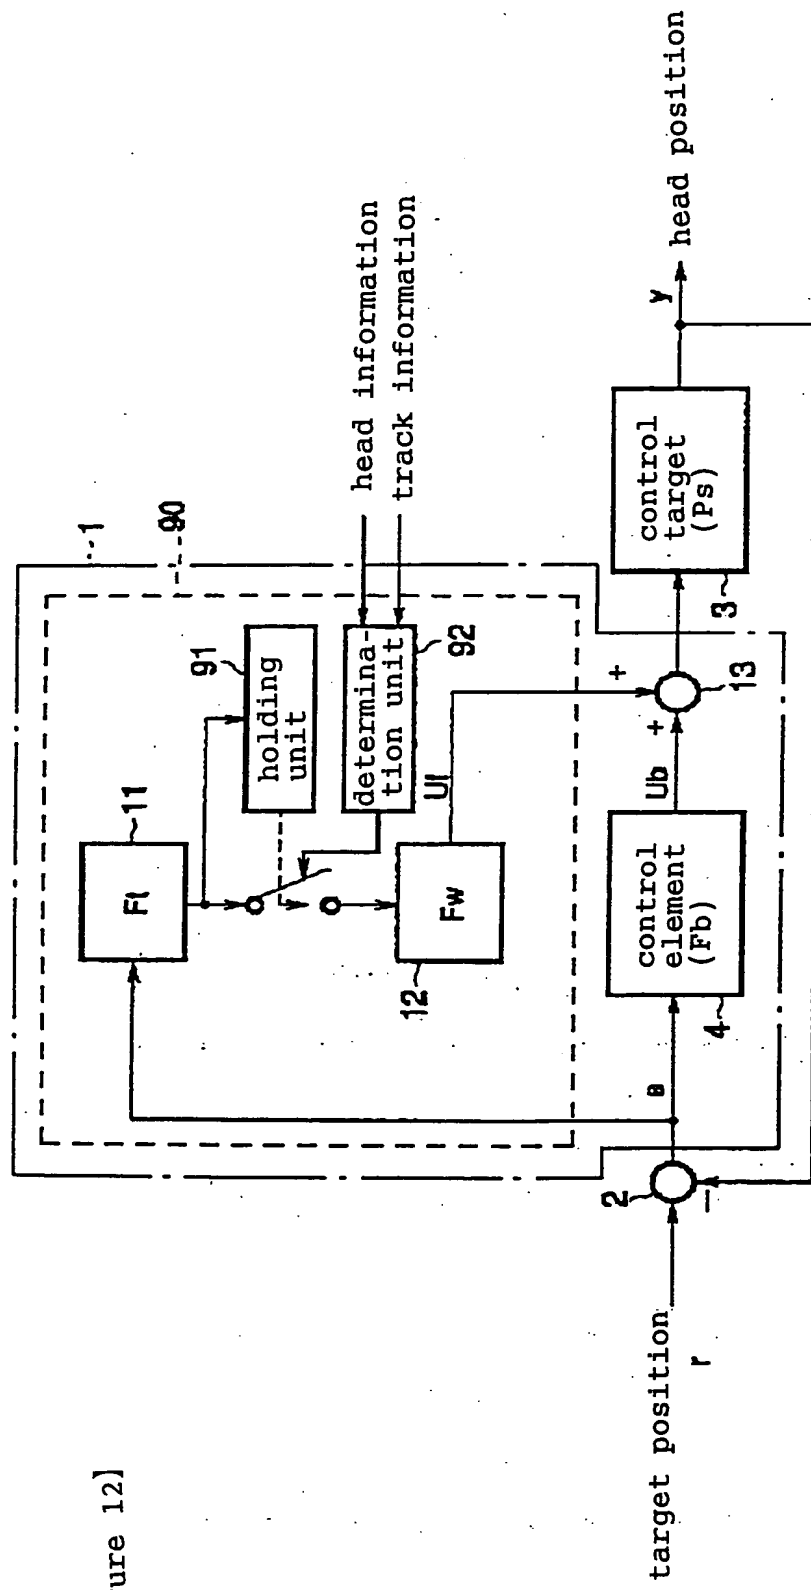 ure 12]
1
90
11
Ft
91
holding
unit
92
determina-
tion unit
head information
track information
12
Fw
Uf
target position
r
2
−
e
control
element
(Fb)
4
Ub
+
+
13
control
target
(Ps)
3
y
head position